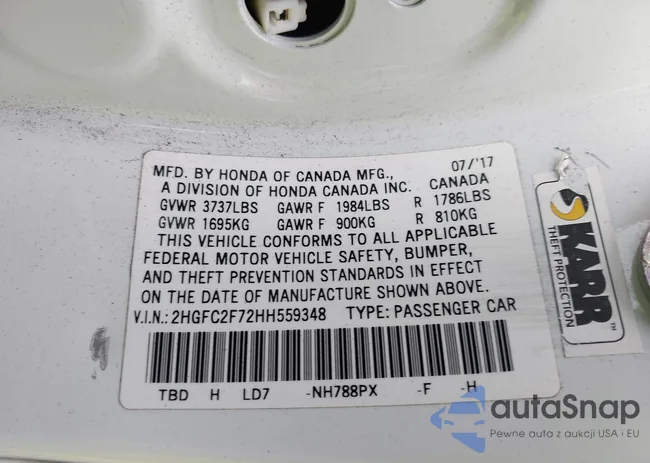 MFD. BY HONDA OF CANADA MFG., 07/'17
A DIVISION OF HONDA CANADA INC. CANADA
GVWR 3737LBS GAWR F 1984LBS R 1786LBS
GVWR 1695KG GAWR F 900KG R 810KG
THIS VEHICLE CONFORMS TO ALL APPLICABLE
FEDERAL MOTOR VEHICLE SAFETY, BUMPER,
AND THEFT PREVENTION STANDARDS IN EFFECT
ON THE DATE OF MANUFACTURE SHOWN ABOVE.
V.I.N.: 2HGFC2F72HH559348 TYPE: PASSENGER CAR
TBD H LD7 -NH788PX -F -H
KARR™
THEFT PROTECTION
autaSnap
Pewne auta z aukcji USA i EU